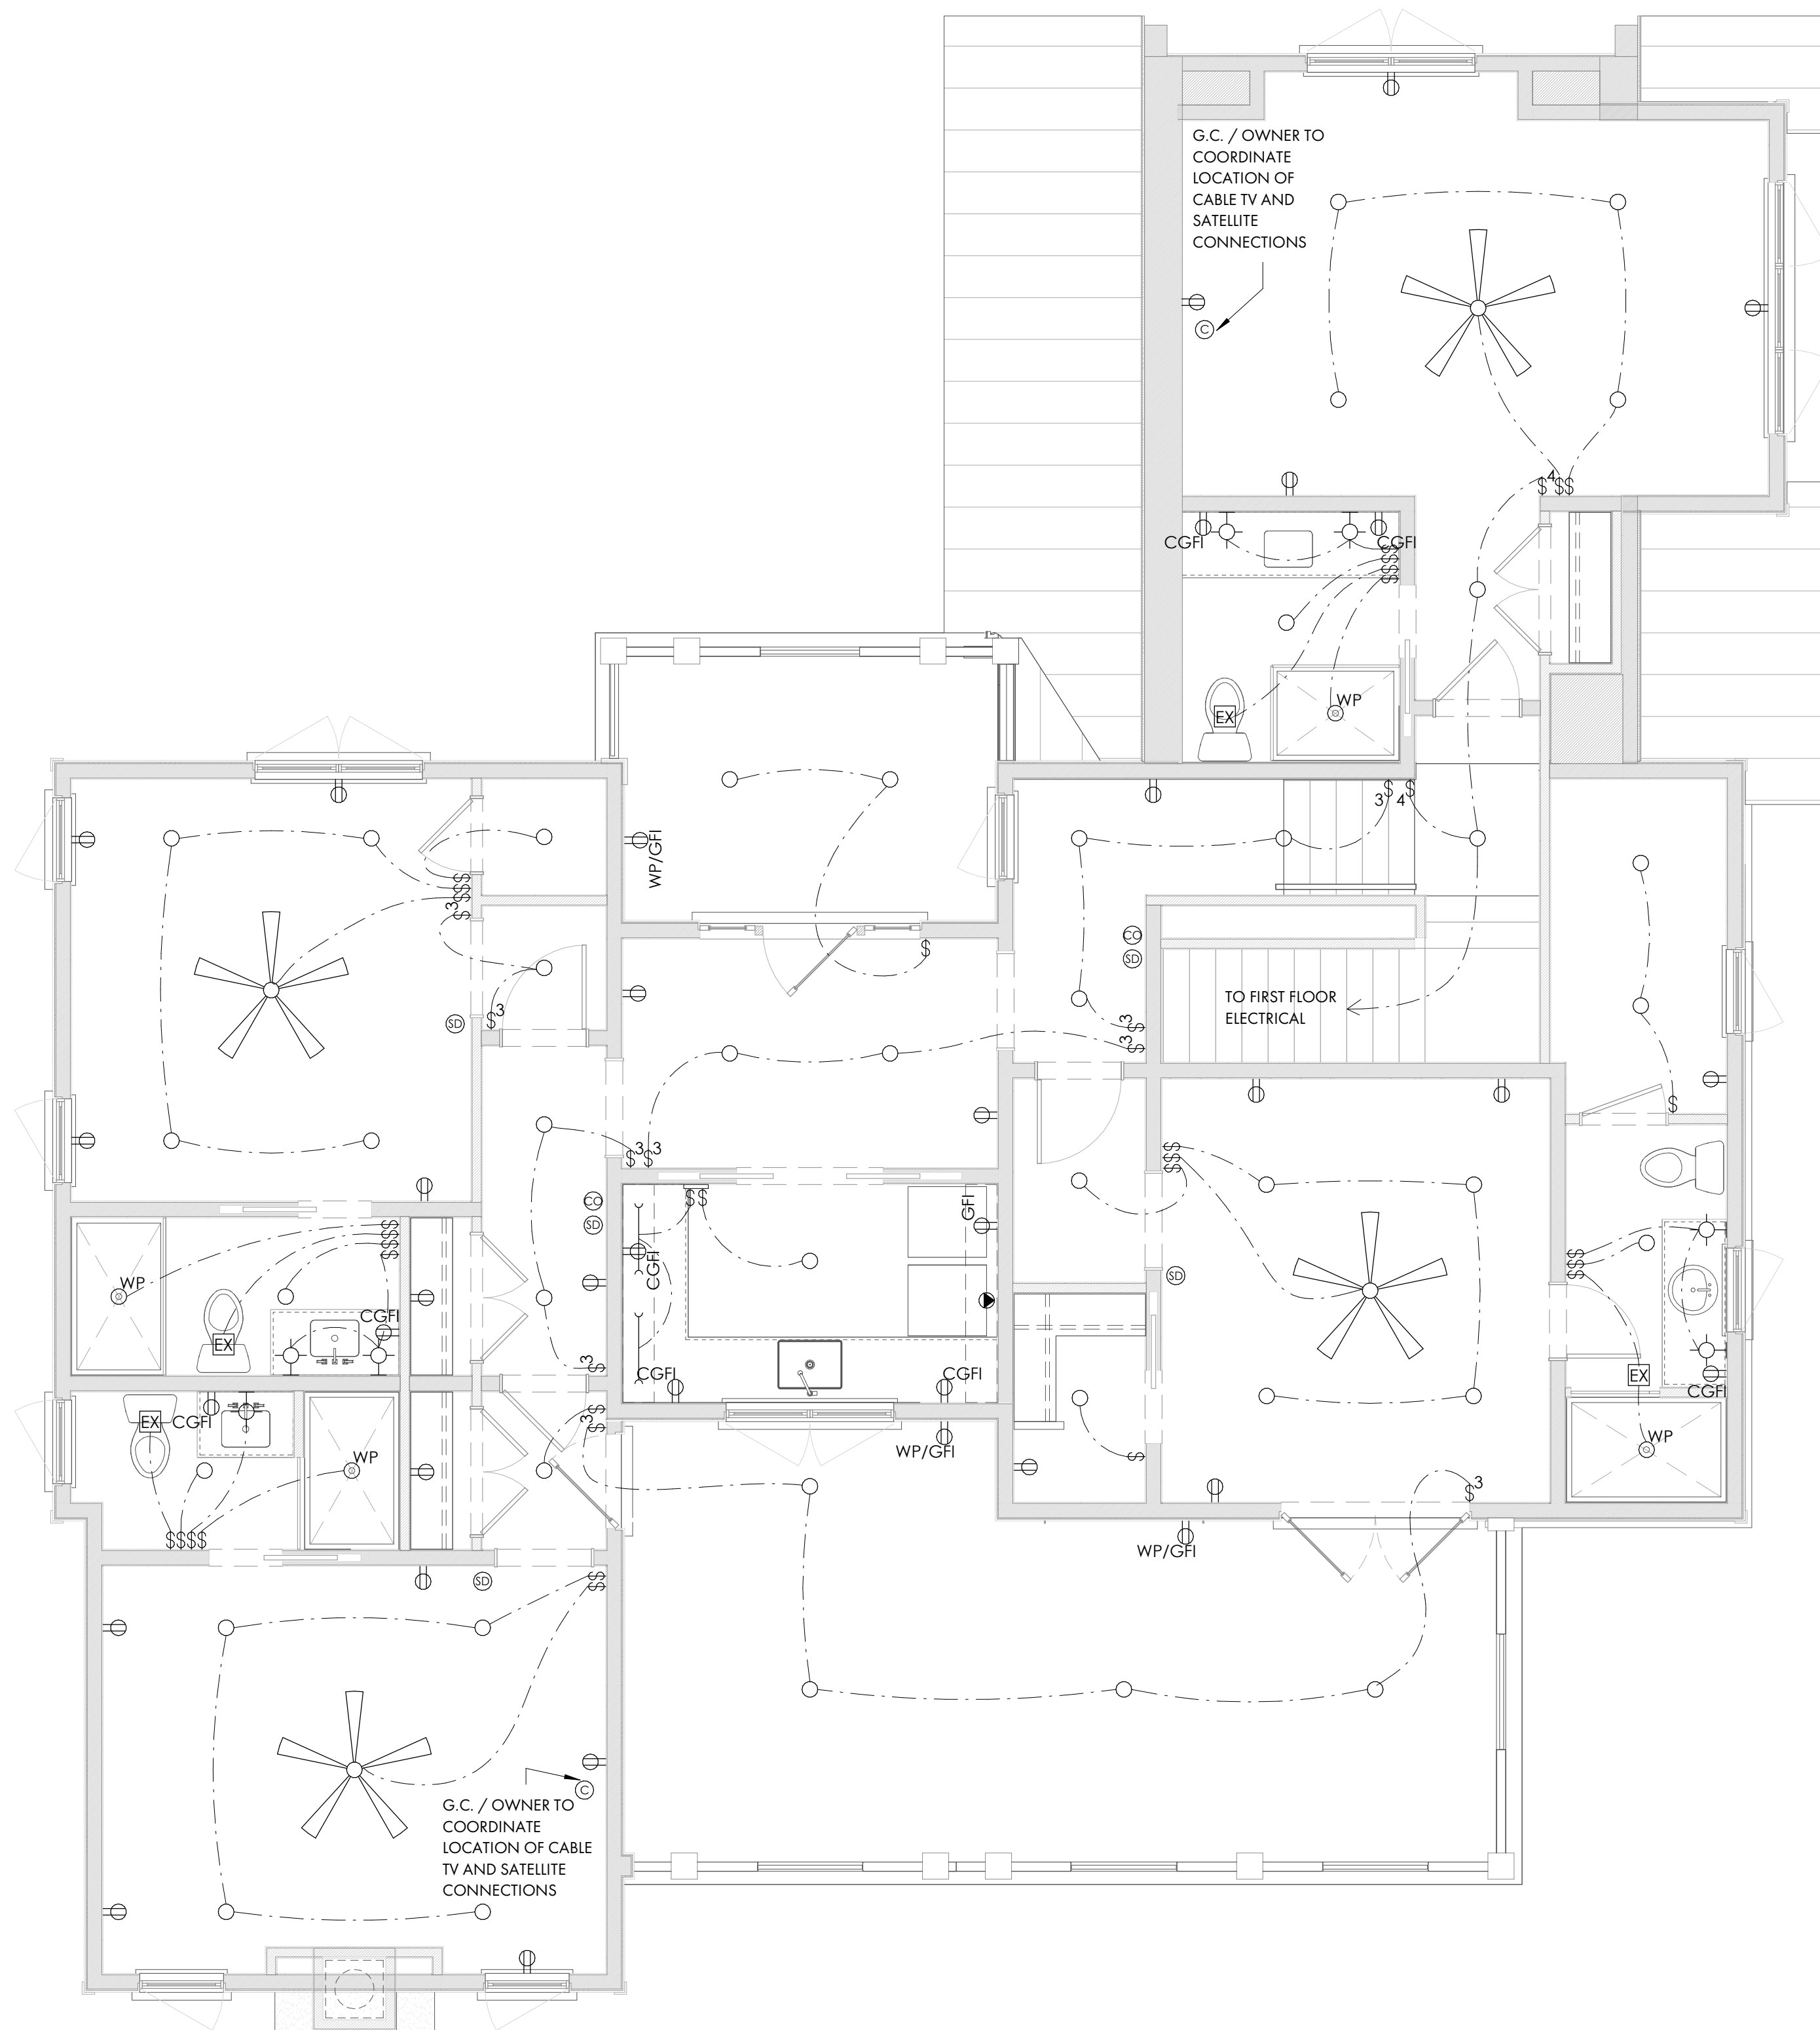 G.C. / OWNER TO
COORDINATE
LOCATION OF
CABLE TV AND
SATELLITE
CONNECTIONS
C
4
$ $ $
CGFI
CGFI
$ $ $ $
WP
EX
3 $ 4 $
WP/GFI
$ $ $
3 $
$
CO
SD
TO FIRST FLOOR
ELECTRICAL
SD
$ 3
3 $
3 $
$
$ 3 $ 3
$ $ $
CO
SD
$ $
GFI
CGFI
SD
$ $ $ $
WP
EX
CGFI
$ $ $
3 $
CGFI
CGFI
EX
CGFI
EX
CGFI
WP
$
3 $
WP/GFI
$
WP
$ 3
$ $ $ $
WP/GFI
SD
$ $
C
G.C. / OWNER TO
COORDINATE
LOCATION OF CABLE
TV AND SATELLITE
CONNECTIONS